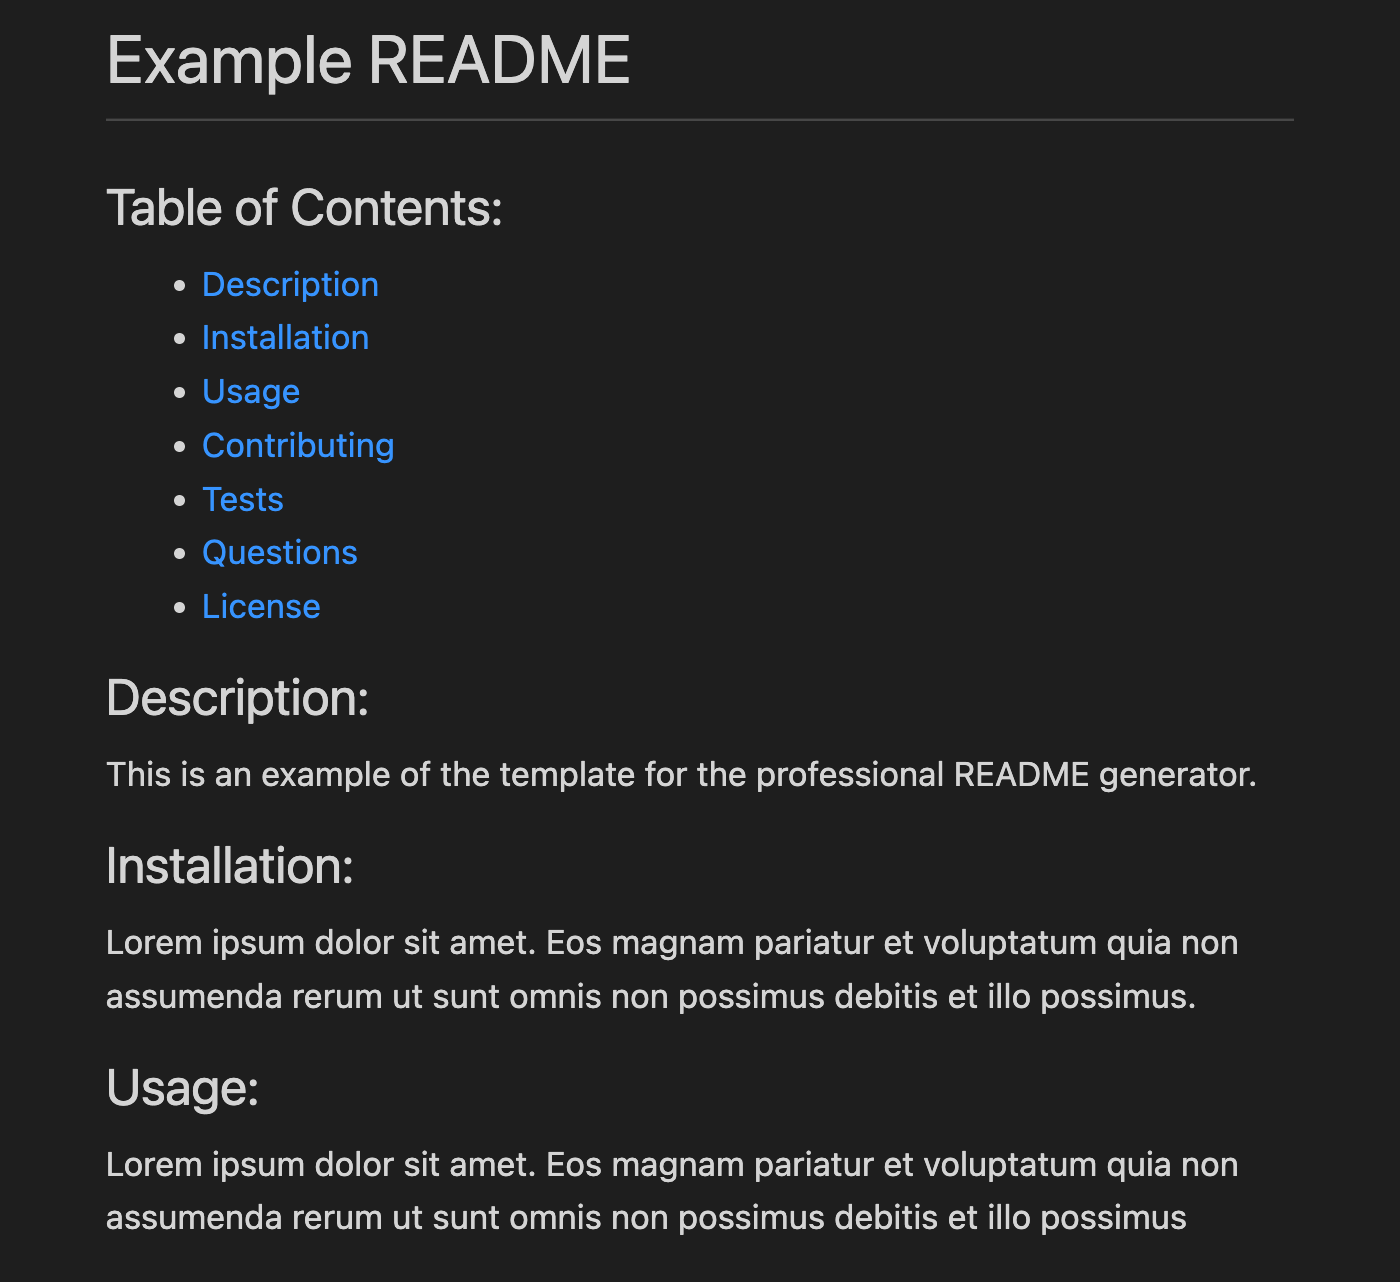 Example README
Table of Contents:
Description
Installation
Usage
Contributing
Tests
Questions
License
Description:
This is an example of the template for the professional README generator.
Installation:
Lorem ipsum dolor sit amet. Eos magnam pariatur et voluptatum quia non
assumenda rerum ut sunt omnis non possimus debitis et illo possimus.
Usage:
Lorem ipsum dolor sit amet. Eos magnam pariatur et voluptatum quia non
assumenda rerum ut sunt omnis non possimus debitis et illo possimus